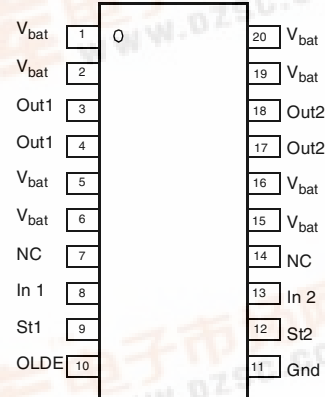 Vbat 1 O 20 Vbat
Vbat 2 19 Vbat
Out1 3 18 Out2
Out1 4 17 Out2
Vbat 5 16 Vbat
Vbat 6 15 Vbat
NC 7 14 NC
In 1 8 13 In 2
St1 9 12 St2
OLDE 10 11 Gnd